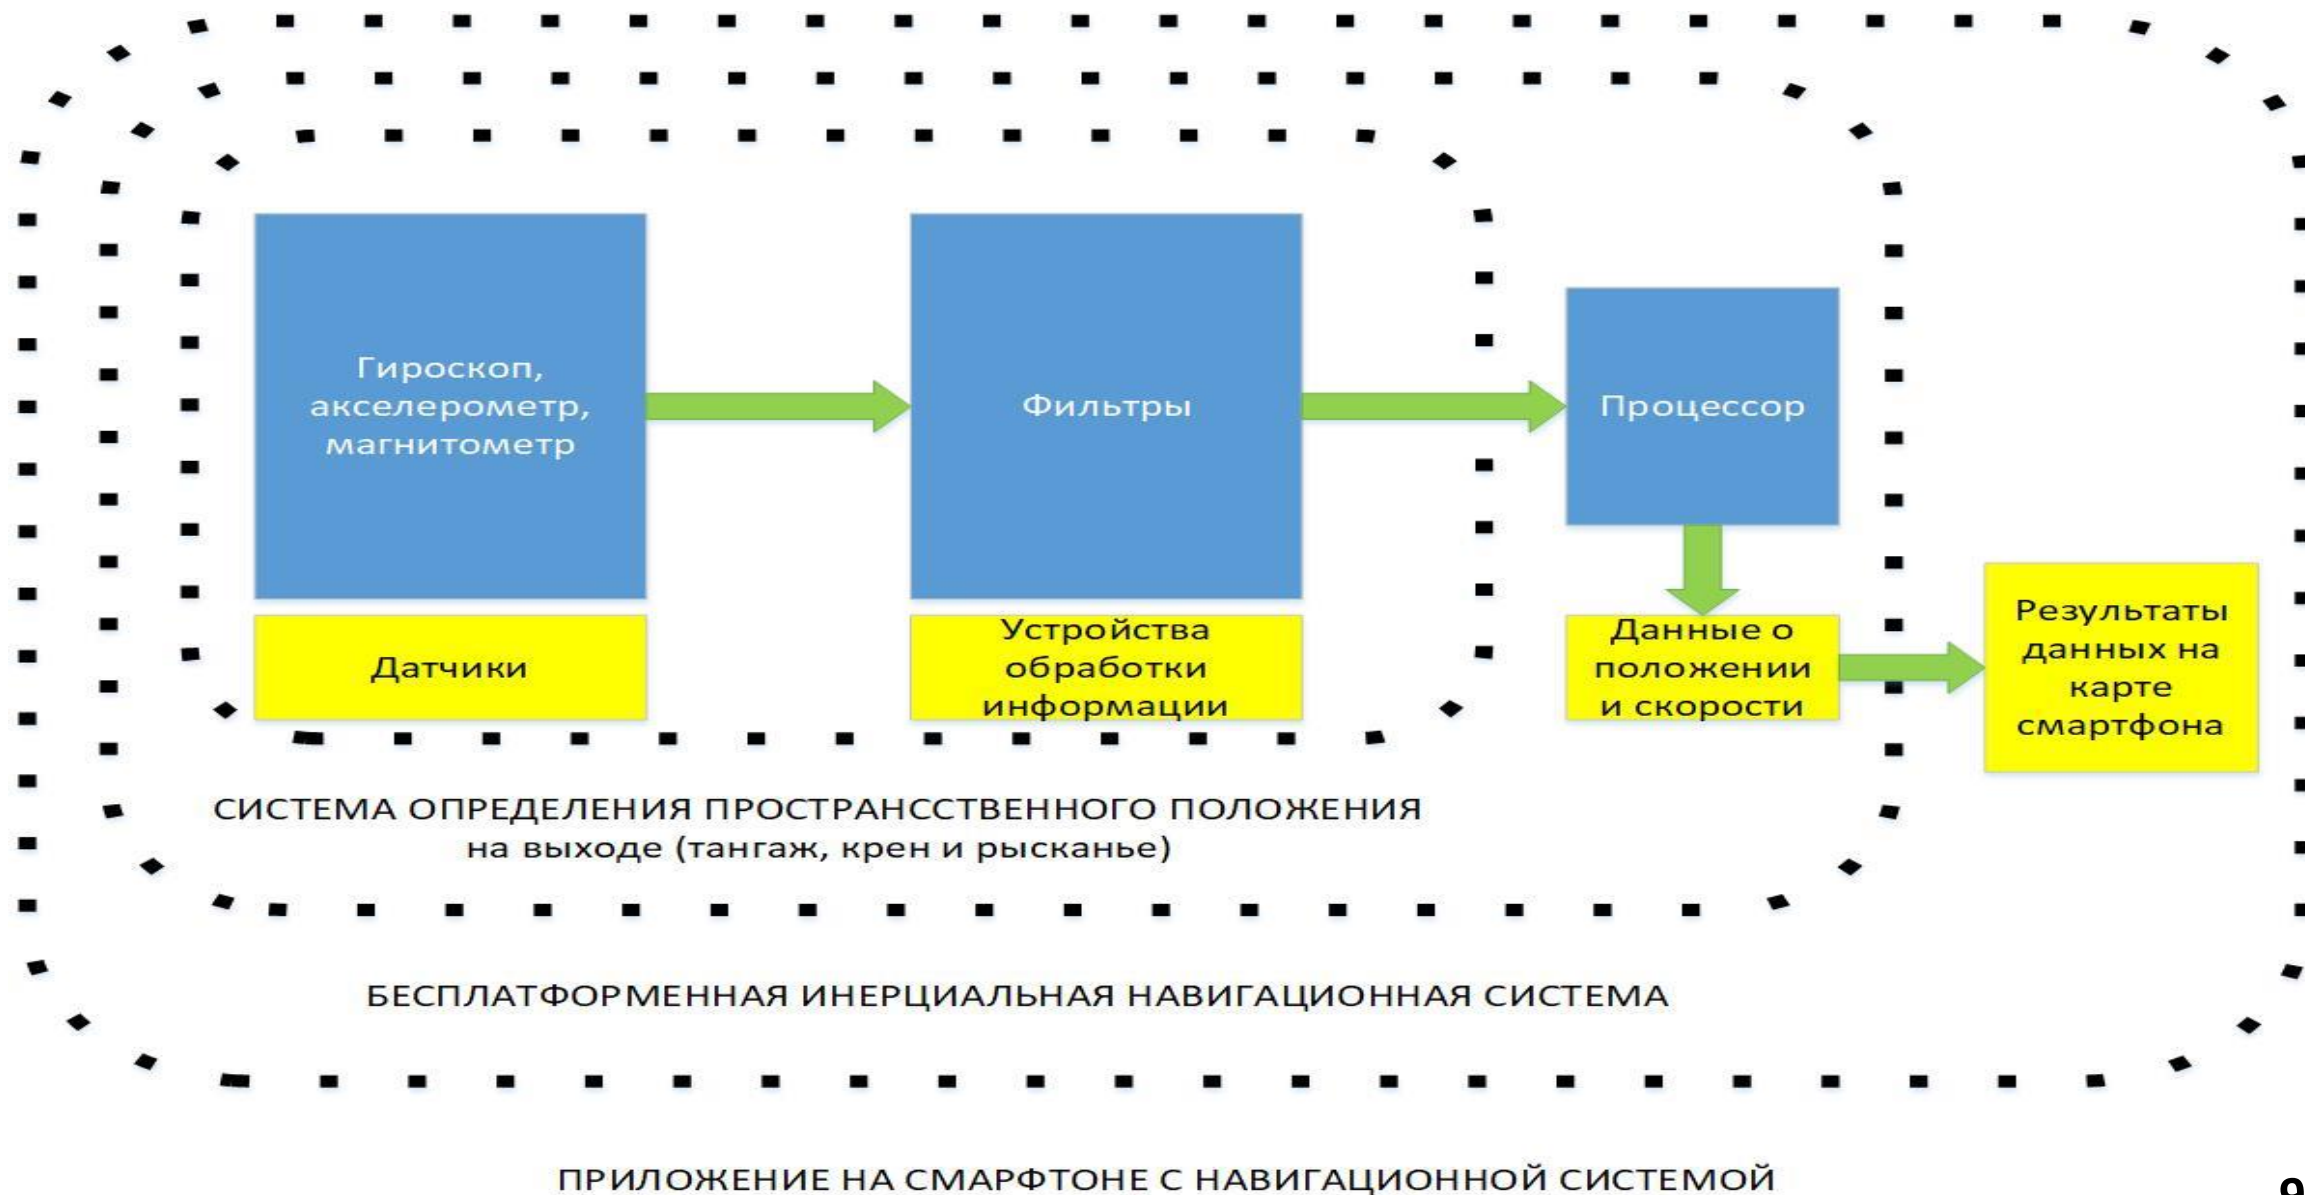 Гироскоп,
акселерометр,
магнитометр
Фильтры
Процессор
Датчики
Устройства
обработки
информации
Данные о
положении
и скорости
Результаты
данных на
карте
смартфона
СИСТЕМА ОПРЕДЕЛЕНИЯ ПРОСТРАНССТВЕННОГО ПОЛОЖЕНИЯ
на выходе (тангаж, крен и рысканье)
БЕСПЛАТФОРМЕННАЯ ИНЕРЦИАЛЬНАЯ НАВИГАЦИОННАЯ СИСТЕМА
ПРИЛОЖЕНИЕ НА СМАРФТОНЕ С НАВИГАЦИОННОЙ СИСТЕМОЙ
9